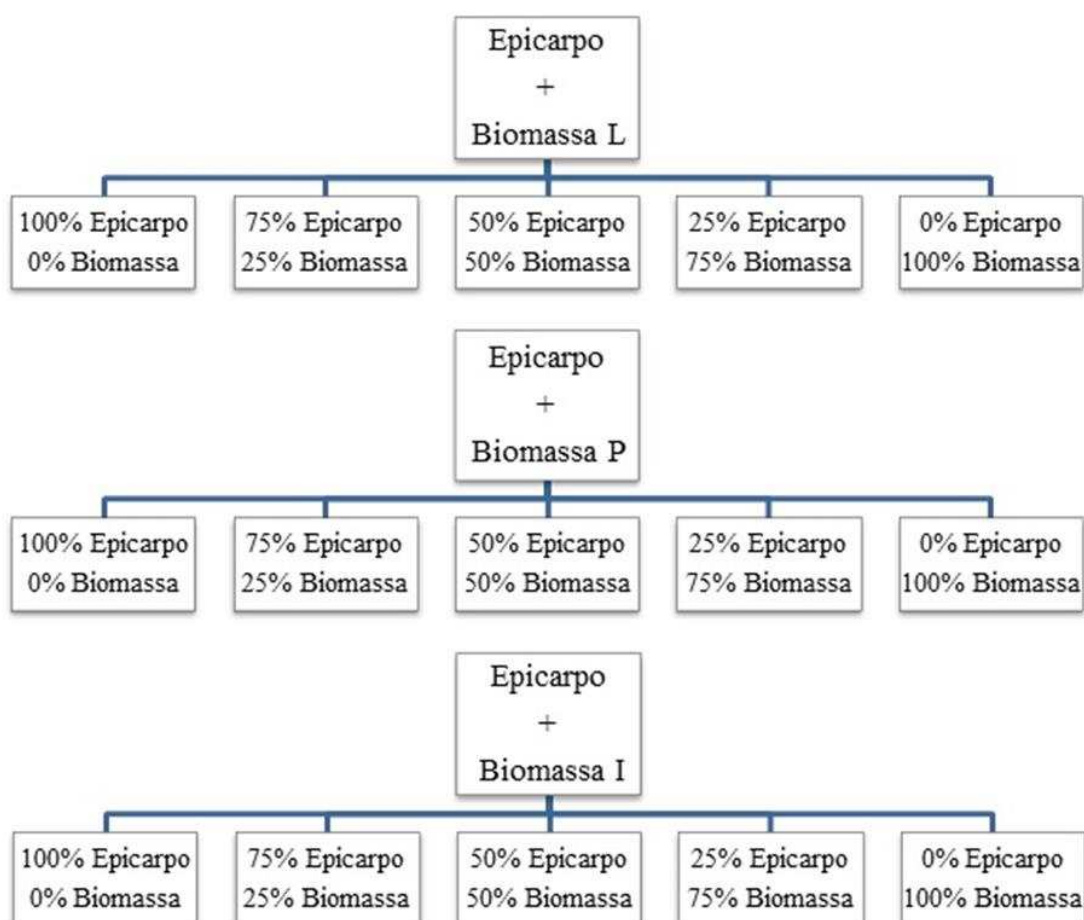 Epicarpo
+
Biomassa L
100% Epicarpo
0% Biomassa
75% Epicarpo
25% Biomassa
50% Epicarpo
50% Biomassa
25% Epicarpo
75% Biomassa
0% Epicarpo
100% Biomassa
Epicarpo
+
Biomassa P
100% Epicarpo
0% Biomassa
75% Epicarpo
25% Biomassa
50% Epicarpo
50% Biomassa
25% Epicarpo
75% Biomassa
0% Epicarpo
100% Biomassa
Epicarpo
+
Biomassa I
100% Epicarpo
0% Biomassa
75% Epicarpo
25% Biomassa
50% Epicarpo
50% Biomassa
25% Epicarpo
75% Biomassa
0% Epicarpo
100% Biomassa